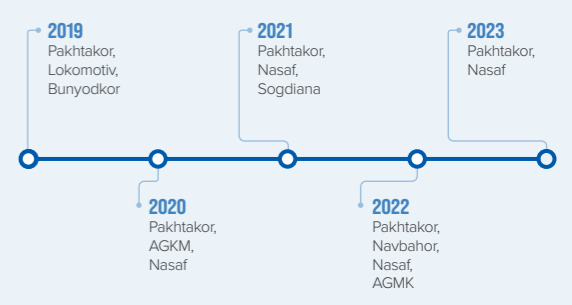 2019
Pakhtakor,
Lokomotiv,
Bunyodkor
2020
Pakhtakor,
AGKM,
Nasaf
2021
Pakhtakor,
Nasaf,
Sogdiana
2022
Pakhtakor,
Navbahor,
Nasaf,
AGMK
2023
Pakhtakor,
Nasaf